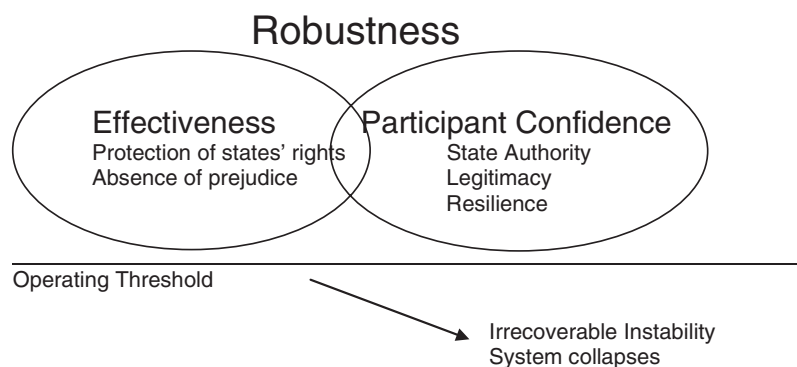 Robustness
Effectiveness
Protection of states' rights
Absence of prejudice
Participant Confidence
State Authority
Legitimacy
Resilience
Operating Threshold
Irrecoverable Instability
System collapses